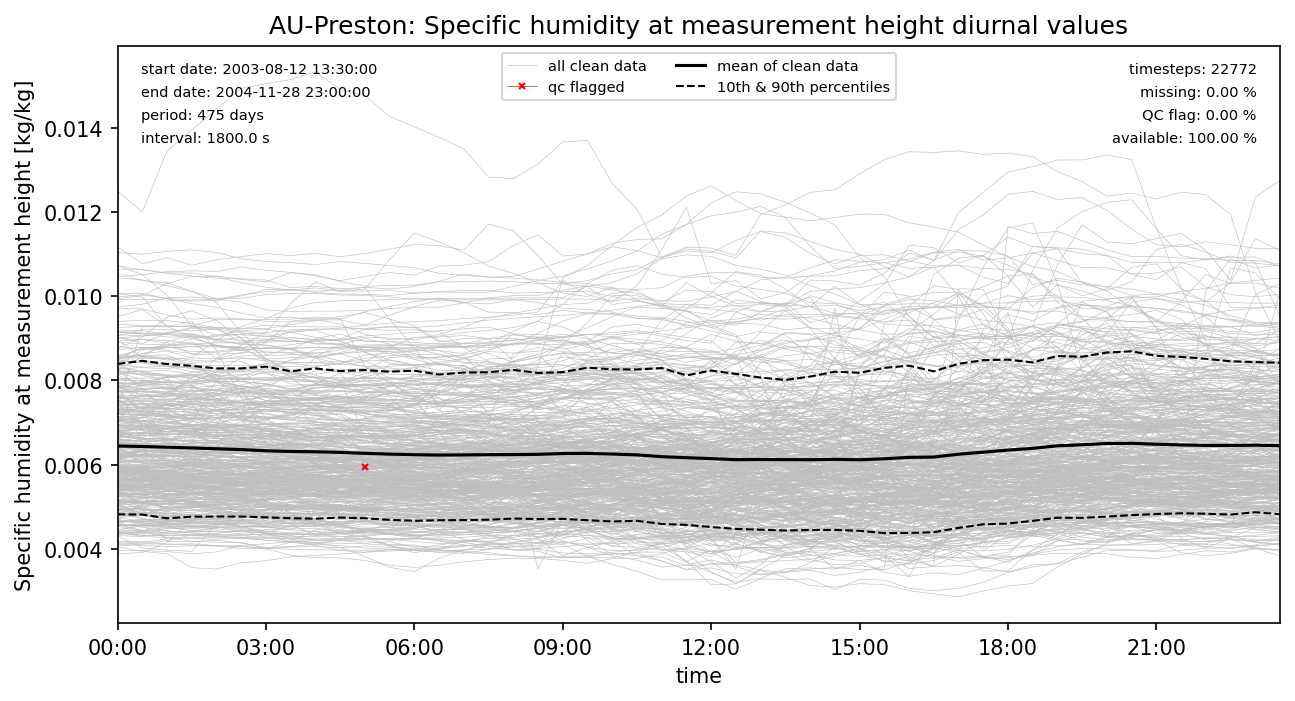 AU-Preston: Specific humidity at measurement height diurnal values
start date: 2003-08-12 13:30:00
end date: 2004-11-28 23:00:00
period: 475 days
interval: 1800.0 s
all clean data
qc flagged
mean of clean data
10th & 90th percentiles
timesteps: 22772
missing: 0.00 %
QC flag: 0.00 %
available: 100.00 %
Specific humidity at measurement height [kg/kg]
0.014
0.012
0.010
0.008
0.006
0.004
00:00 03:00 06:00 09:00 12:00 15:00 18:00 21:00
time